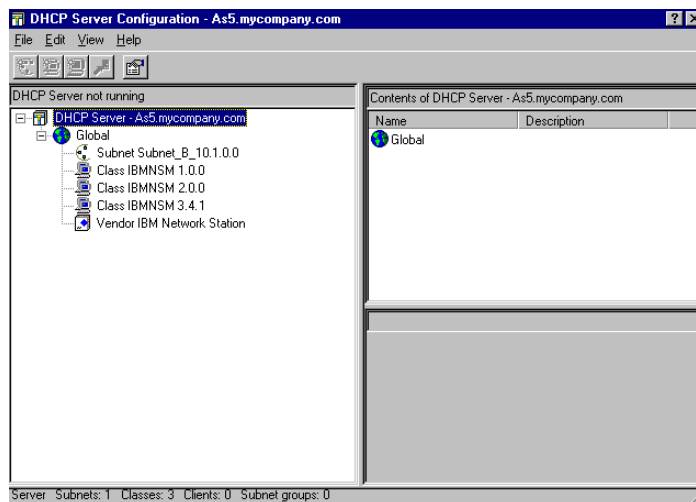 DHCP Server Configuration - As5.mycompany.com
File Edit View Help
DHCP Server not running
DHCP Server - As5.mycompany.com
Global
Subnet Subnet_B_10.1.0.0
Class IBMNSM 1.0.0
Class IBMNSM 2.0.0
Class IBMNSM 3.4.1
Vendor IBM Network Station
Contents of DHCP Server - As5.mycompany.com
Name Description
Global
Server Subnets: 1 Classes: 3 Clients: 0 Subnet groups: 0